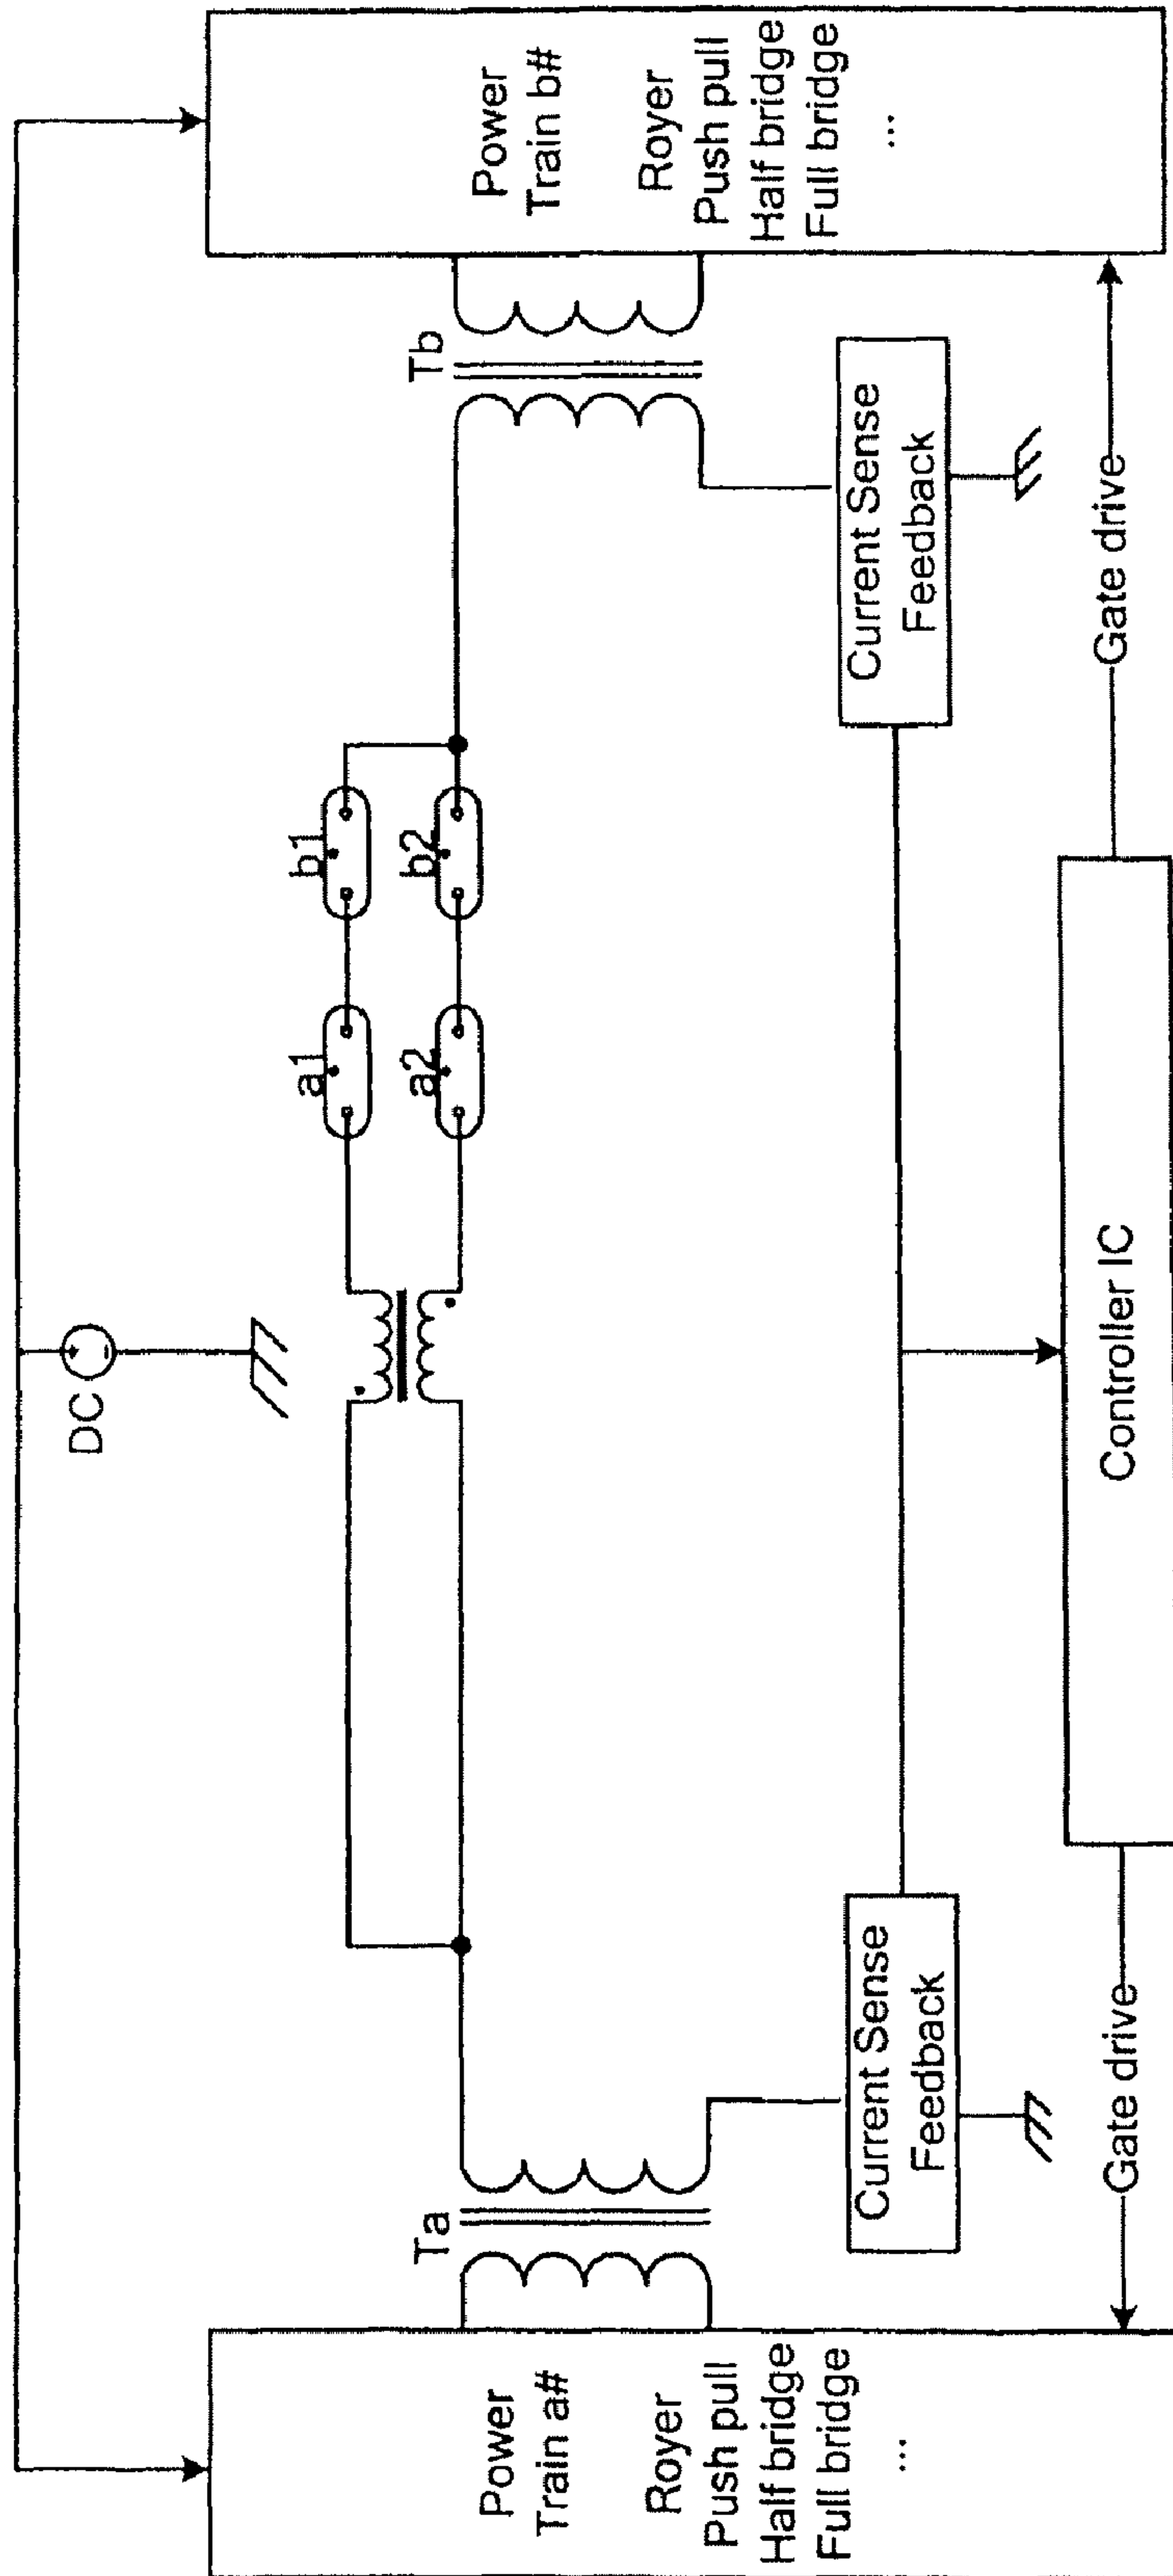 DC
Power
Train a#
Royer
Push pull
Half bridge
Full bridge
...
Ta
a1
b1
a2
b2
Tb
Power
Train b#
Royer
Push pull
Half bridge
Full bridge
...
Current Sense
Feedback
Current Sense
Feedback
Gate drive
Controller IC
Gate drive